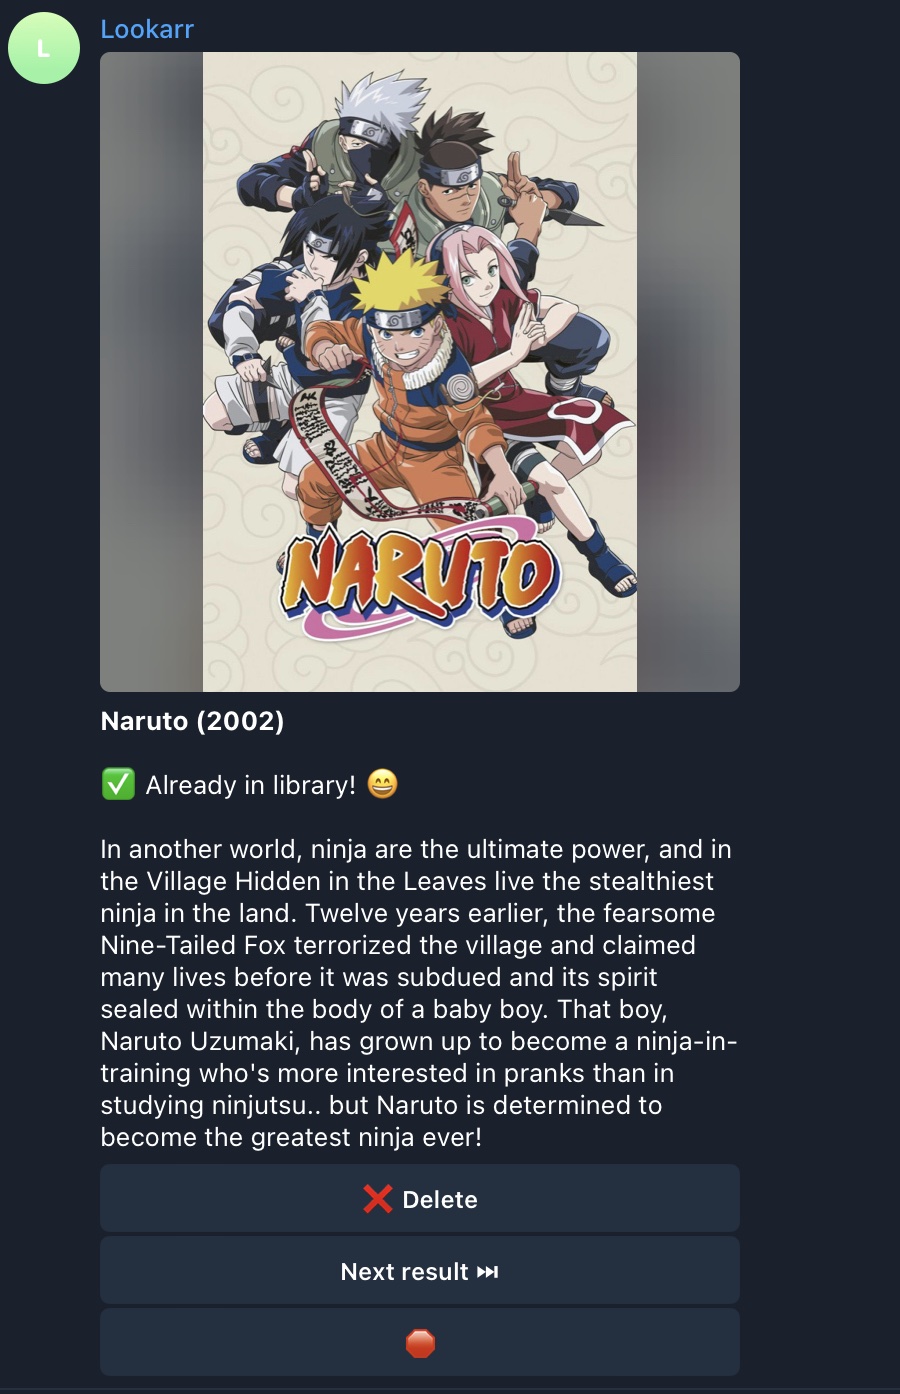 L
Lookarr
NARUTO
Naruto (2002)
✅ Already in library! 😄
In another world, ninja are the ultimate power, and in
the Village Hidden in the Leaves live the stealthiest
ninja in the land. Twelve years earlier, the fearsome
Nine-Tailed Fox terrorized the village and claimed
many lives before it was subdued and its spirit
sealed within the body of a baby boy. That boy,
Naruto Uzumaki, has grown up to become a ninja-in-
training who's more interested in pranks than in
studying ninjutsu.. but Naruto is determined to
become the greatest ninja ever!
❌ Delete
Next result ⏭
🛑